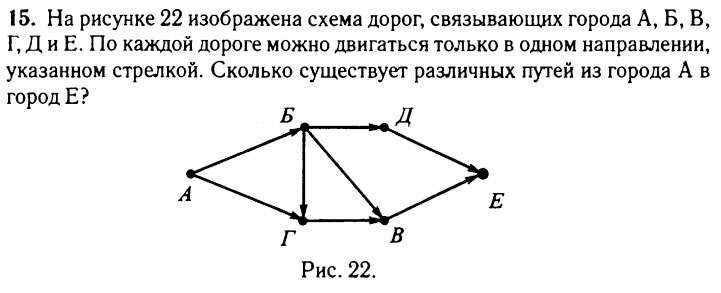 15. На рисунке 22 изображена схема дорог, связывающих города А, Б, В,
Г, Д и Е. По каждой дороге можно двигаться только в одном направлении,
указанном стрелкой. Сколько существует различных путей из города А в
город Е?
Б
Д
А
Е
Г
В
Рис. 22.